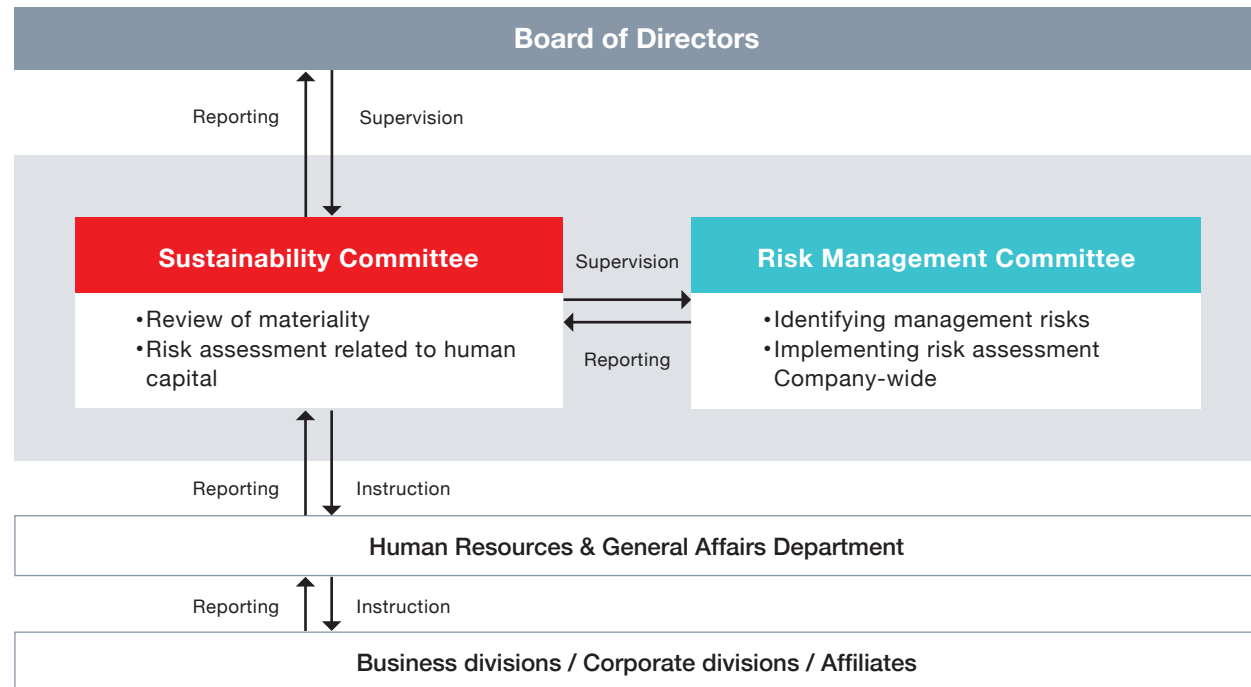 Board of Directors
Reporting
Supervision
Sustainability Committee
•Review of materiality
•Risk assessment related to human
capital
Supervision
Reporting
Risk Management Committee
•Identifying management risks
•Implementing risk assessment
Company-wide
Reporting
Instruction
Human Resources & General Affairs Department
Reporting
Instruction
Business divisions / Corporate divisions / Affiliates